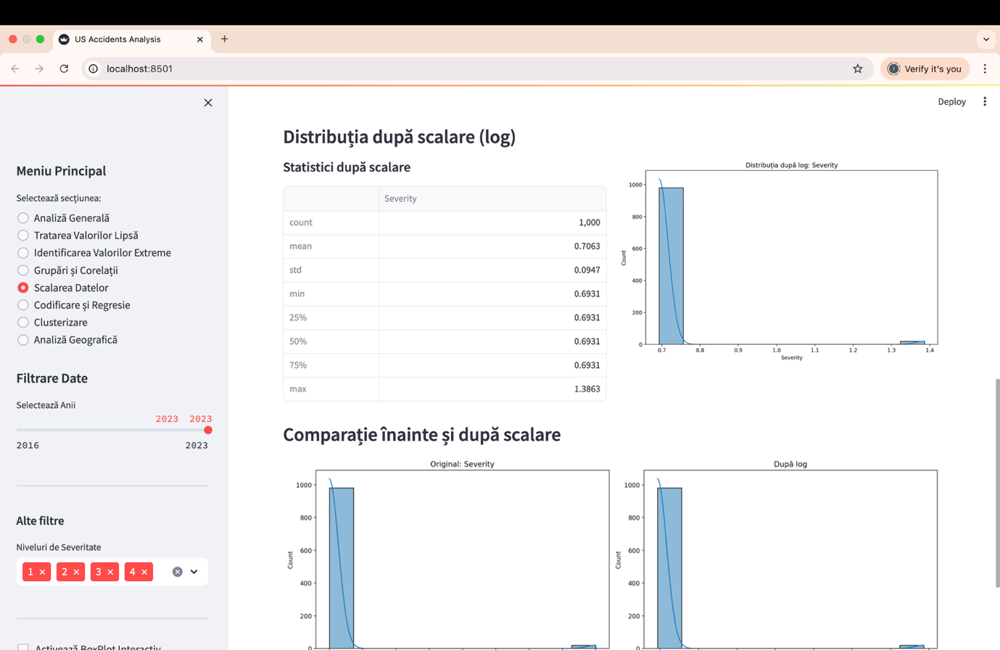 US Accidents Analysis
localhost:8501
Verify it's you
Deploy
Meniu Principal
Selectează secțiunea:
Analiză Generală
Tratarea Valorilor Lipsă
Identificarea Valorilor Extreme
Grupări și Corelații
Scalarea Datelor
Codificare și Regresie
Clusterizare
Analiză Geografică
Filtrare Date
Selectează Anii
2023 2023
2016 2023
Alte filtre
Niveluri de Severitate
1 2 3 4
Activează BoxPlot Interactiv
Distribuția după scalare (log)
Statistici după scalare
Severity
count 1,000
mean 0.7063
std 0.0947
min 0.6931
25% 0.6931
50% 0.6931
75% 0.6931
max 1.3863
Distribuția după log: Severity
Count
1000
800
600
400
200
0
0.7 0.8 0.9 1.0 1.1 1.2 1.3 1.4
Severity
Comparație înainte și după scalare
Original: Severity
Count
1000
800
600
400
200
0
După log
Count
1000
800
600
400
200
0